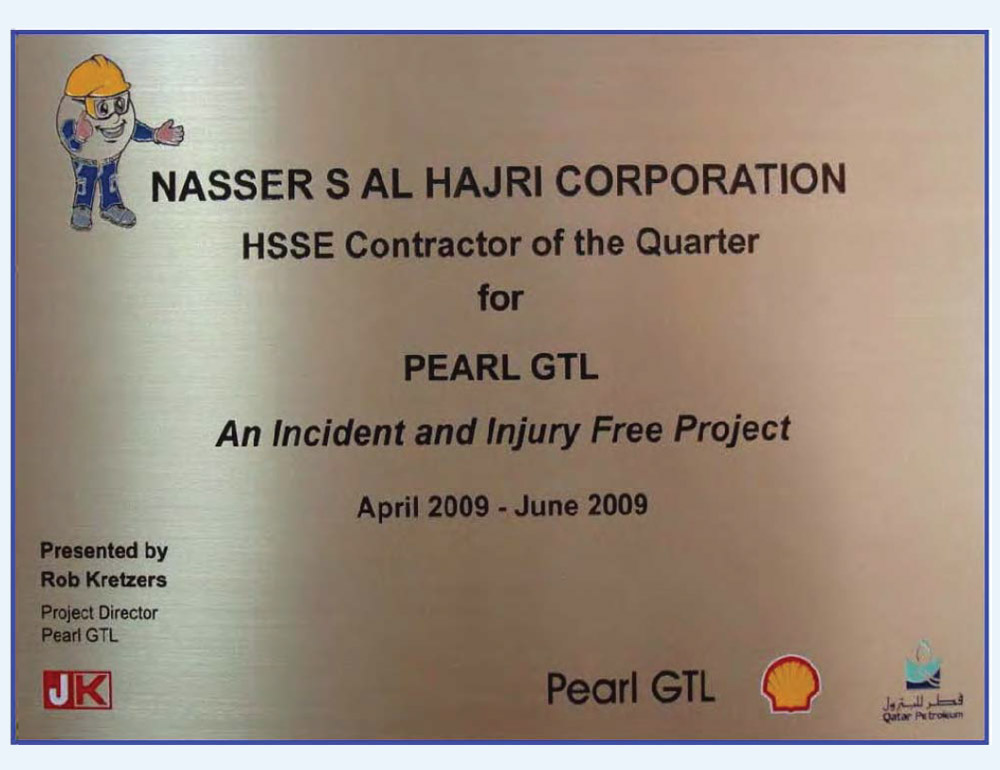 NASSER S AL HAJRI CORPORATION
HSSE Contractor of the Quarter
for
PEARL GTL
An Incident and Injury Free Project
April 2009 - June 2009
Presented by
Rob Kretzers
Project Director
Pearl GTL
JK
Pearl GTL
قطر للبترول
Qatar Petroleum